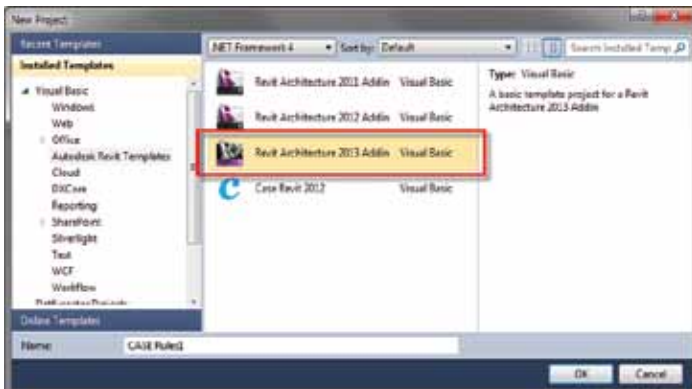 New Project
Recent Templates
Installed Templates
Visual Basic
Windows
Web
Office
Autodesk Revit Templates
Cloud
DXCore
Reporting
SharePoint
Silverlight
Test
WCF
Workflow
Online Templates
.NET Framework 4
Sort by: Default
Search Installed Temp
Revit Architecture 2011 Addin Visual Basic
Revit Architecture 2012 Addin Visual Basic
Revit Architecture 2013 Addin Visual Basic
Case Revit 2012 Visual Basic
Type: Visual Basic
A basic template project for a Revit
Architecture 2013 Addin
Name: CASE Rules1
OK Cancel